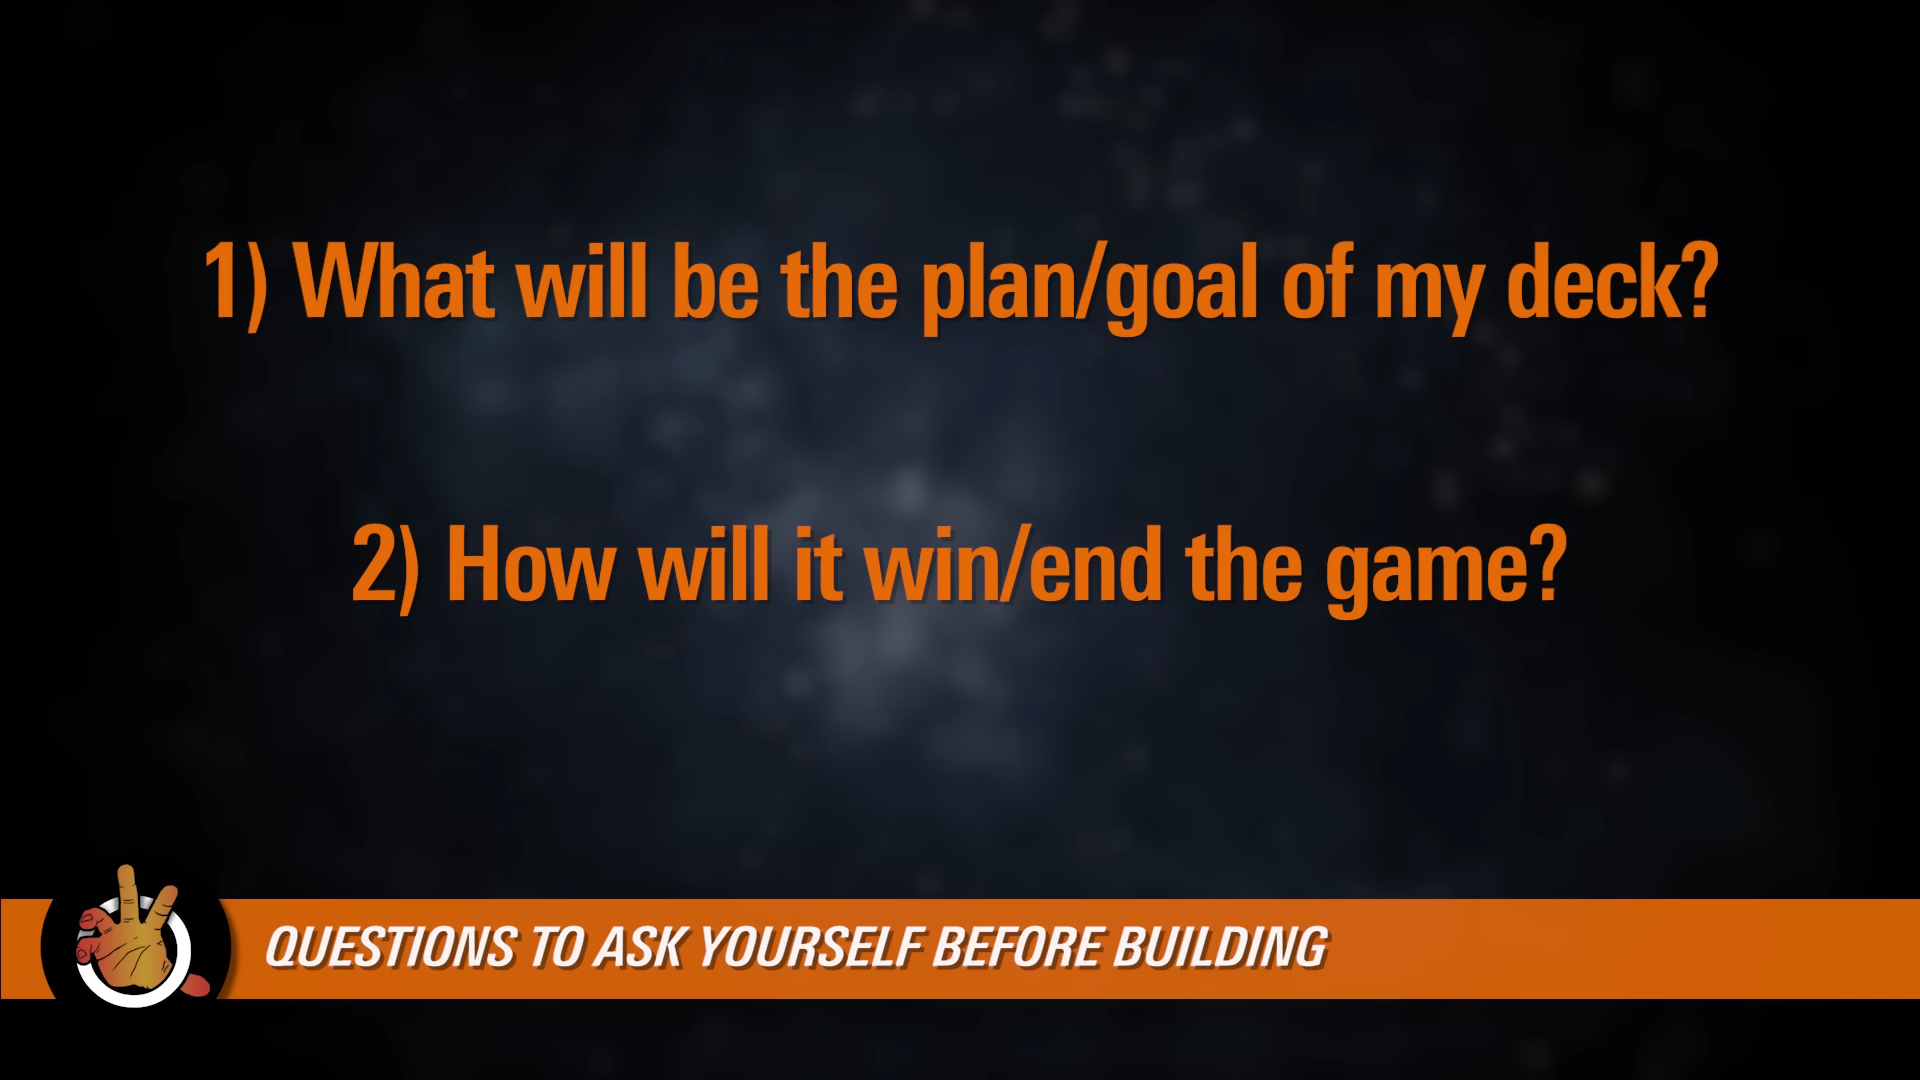 1) What will be the plan/goal of my deck?
2) How will it win/end the game?
QUESTIONS TO ASK YOURSELF BEFORE BUILDING